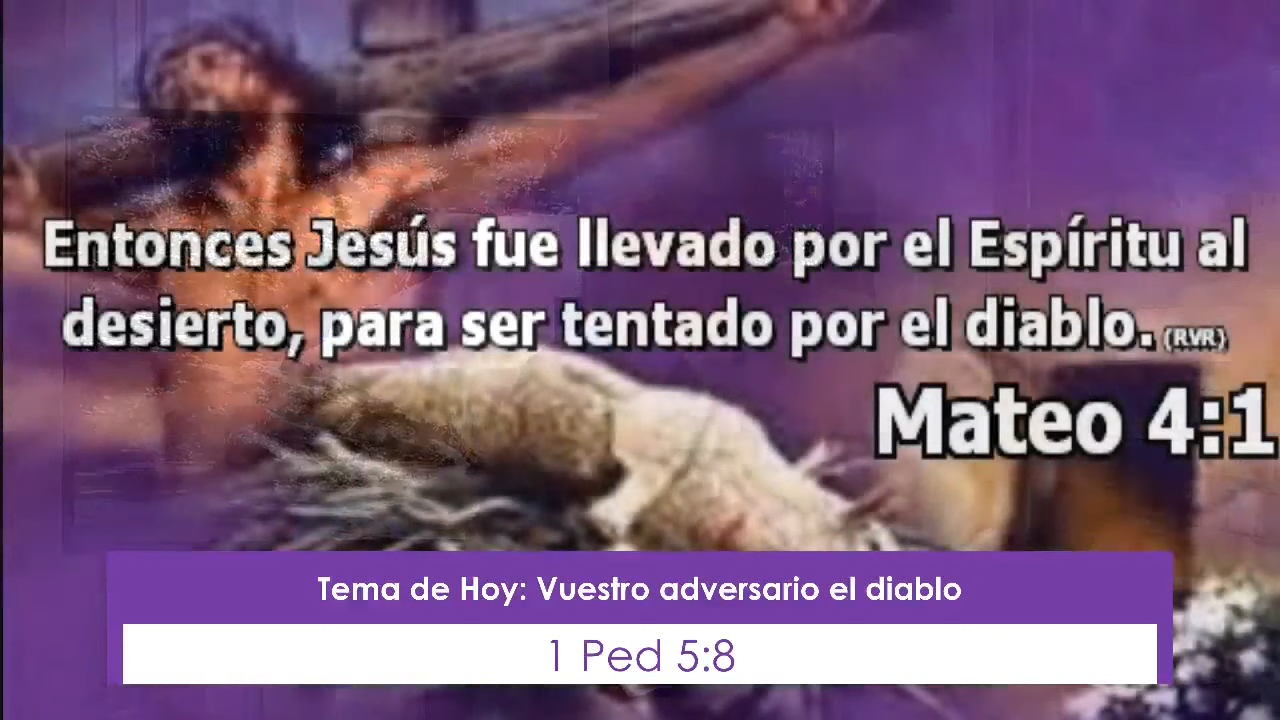 Entonces Jesús fue llevado por el Espíritu al
desierto, para ser tentado por el diablo. (RVR)
Mateo 4:1
Tema de Hoy: Vuestro adversario el diablo
1 Ped 5:8